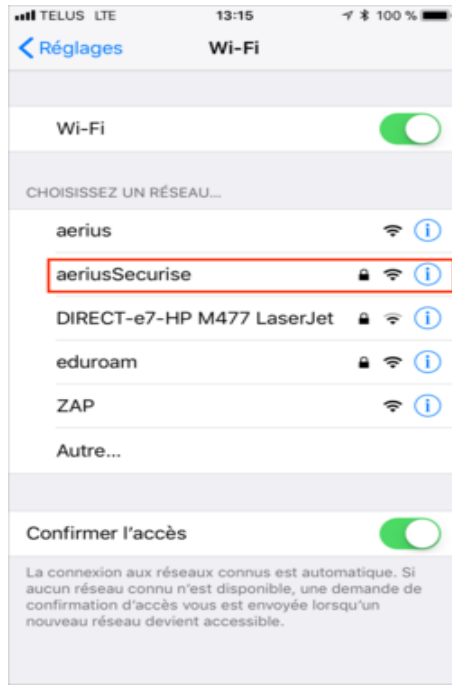 TELUS LTE 13:15 100 %
Réglages Wi-Fi
Wi-Fi
CHOISISSEZ UN RÉSEAU...
aerius
aeriusSecurise
DIRECT-e7-HP M477 LaserJet
eduroam
ZAP
Autre...
Confirmer l'accès
La connexion aux réseaux connus est automatique. Si
aucun réseau connu n'est disponible, une demande de
confirmation d'accès vous est envoyée lorsqu'un
nouveau réseau devient accessible.